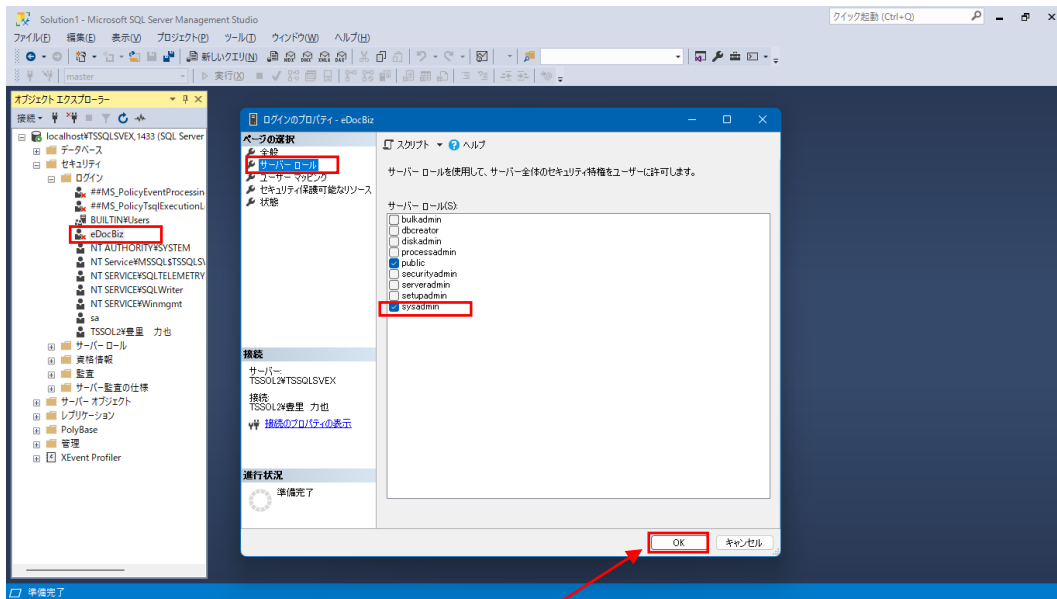 Solution1 - Microsoft SQL Server Management Studio
クイック起動 (Ctrl+Q)
ファイル(F) 編集(E) 表示(V) プロジェクト(P) ツール(T) ウィンドウ(W) ヘルプ(H)
新しいクエリ(N)
master
実行(X)
オブジェクト エクスプローラー
接続
localhost¥TSSQLSVEX,1433 (SQL Server
データベース
セキュリティ
ログイン
##MS_PolicyEventProcessin
##MS_PolicyTsqlExecutionL
BUILTIN¥Users
eDocBiz
NT AUTHORITY¥SYSTEM
NT Service¥MSSQL$TSSQLSV
NT SERVICE¥SQLTELEMETRY
NT SERVICE¥SQLWriter
NT SERVICE¥Winmgmt
sa
TSSOL2¥豊里 力也
サーバー ロール
資格情報
監査
サーバー監査の仕様
サーバー オブジェクト
レプリケーション
PolyBase
管理
XEvent Profiler
ログインのプロパティ - eDocBiz
ページの選択
全般
サーバー ロール
ユーザー マッピング
セキュリティ保護可能なリソース
状態
接続
サーバー:
TSSOL2¥TSSQLSVEX
接続:
TSSOL2¥豊里 力也
接続のプロパティの表示
進行状況
準備完了
スクリプト ヘルプ
サーバー ロールを使用して、サーバー全体のセキュリティ特権をユーザーに許可します。
サーバー ロール(S):
bulkadmin
dbcreator
diskadmin
processadmin
public
securityadmin
serveradmin
setupadmin
sysadmin
OK キャンセル
準備完了